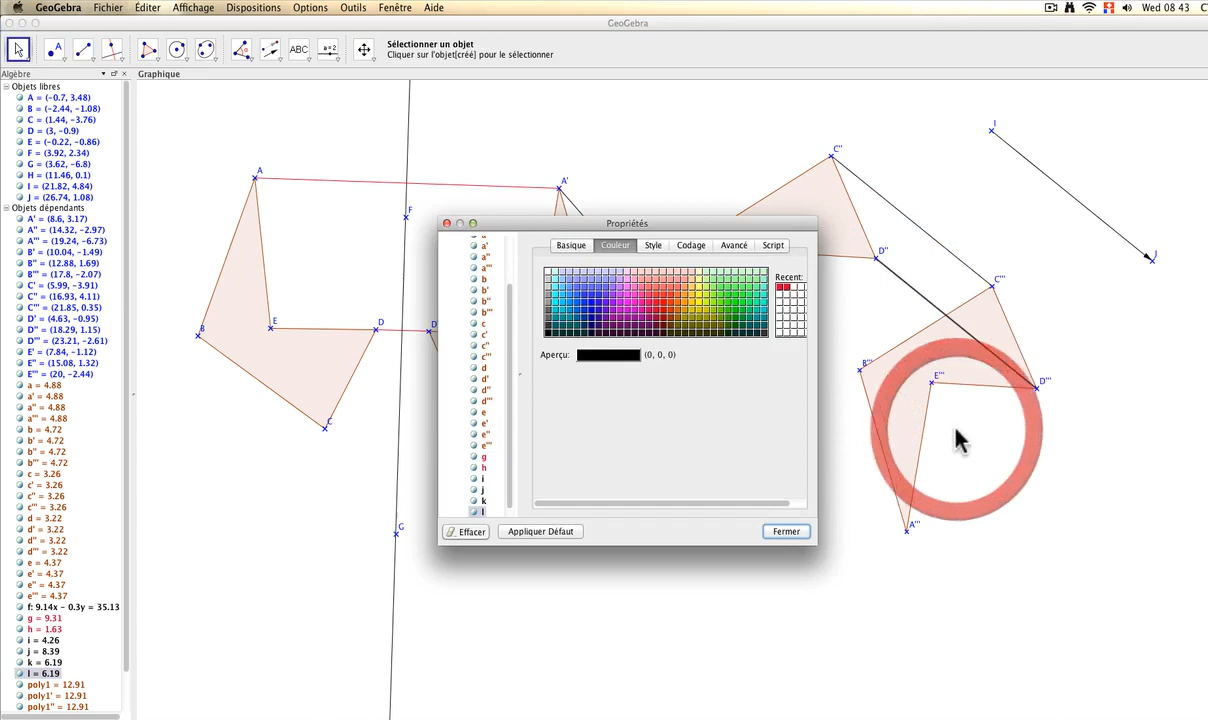 GeoGebra Fichier Éditer Affichage Dispositions Options Outils Fenêtre Aide Wed 08 43
GeoGebra
A ABC a=2
Sélectionner un objet
Cliquer sur l'objet[créé] pour le sélectionner
Algèbre
Graphique
Objets libres
A = (-0.7, 3.48)
B = (-2.44, -1.08)
C = (1.44, -3.76)
D = (3, -0.9)
E = (-0.22, -0.86)
F = (3.92, 2.34)
G = (3.62, -6.8)
H = (11.46, 0.1)
I = (21.82, 4.84)
J = (26.74, 1.08)
Objets dépendants
A' = (8.6, 3.17)
A'' = (14.32, -2.97)
A''' = (19.24, -6.73)
B' = (10.04, -1.49)
B'' = (12.88, 1.69)
B''' = (17.8, -2.07)
C' = (5.99, -3.91)
C'' = (16.93, 4.11)
C''' = (21.85, 0.35)
D' = (4.63, -0.95)
D'' = (18.29, 1.15)
D''' = (23.21, -2.61)
E' = (7.84, -1.12)
E'' = (15.08, 1.32)
E''' = (20, -2.44)
a = 4.88
a' = 4.88
a'' = 4.88
a''' = 4.88
b = 4.72
b' = 4.72
b'' = 4.72
b''' = 4.72
c = 3.26
c' = 3.26
c'' = 3.26
c''' = 3.26
d = 3.22
d' = 3.22
d'' = 3.22
d''' = 3.22
e = 4.37
e' = 4.37
e'' = 4.37
e''' = 4.37
f: 9.14x - 0.3y = 35.13
g = 9.31
h = 1.63
i = 4.26
j = 8.39
k = 6.19
l = 6.19
poly1 = 12.91
poly1' = 12.91
poly1'' = 12.91
A
A'
F
B
E
D
D
C
G
C''
D''
I
J
C'''
B'''
E'''
D'''
A'''
Propriétés
Basique Couleur Style Codage Avancé Script
a'
a''
a'''
b
b'
b''
b'''
c
c'
c''
c'''
d
d'
d''
d'''
e
e'
e''
e'''
g
h
i
j
k
l
Recent:
Aperçu: (0, 0, 0)
Effacer Appliquer Défaut Fermer